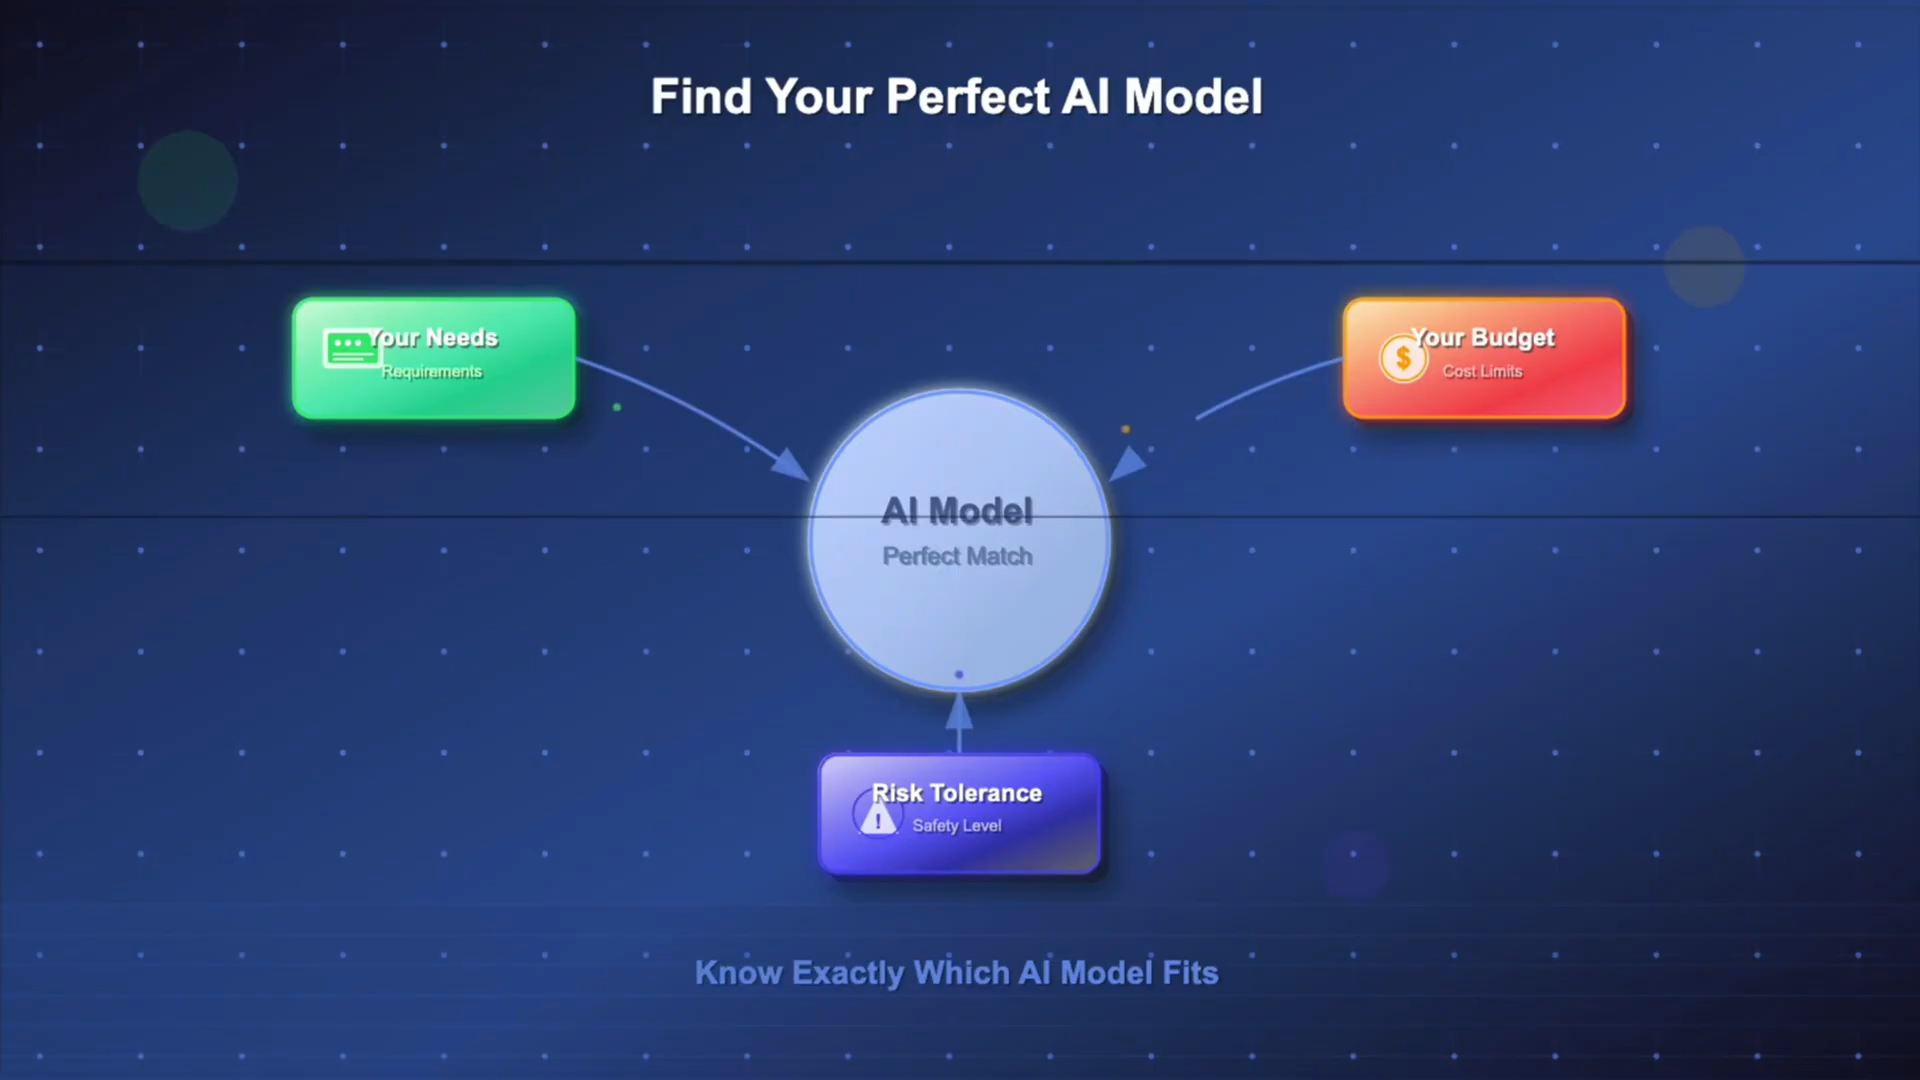 Find Your Perfect AI Model
Your Needs
Requirements
Your Budget
$
Cost Limits
AI Model
Perfect Match
Risk Tolerance
!
Safety Level
Know Exactly Which AI Model Fits